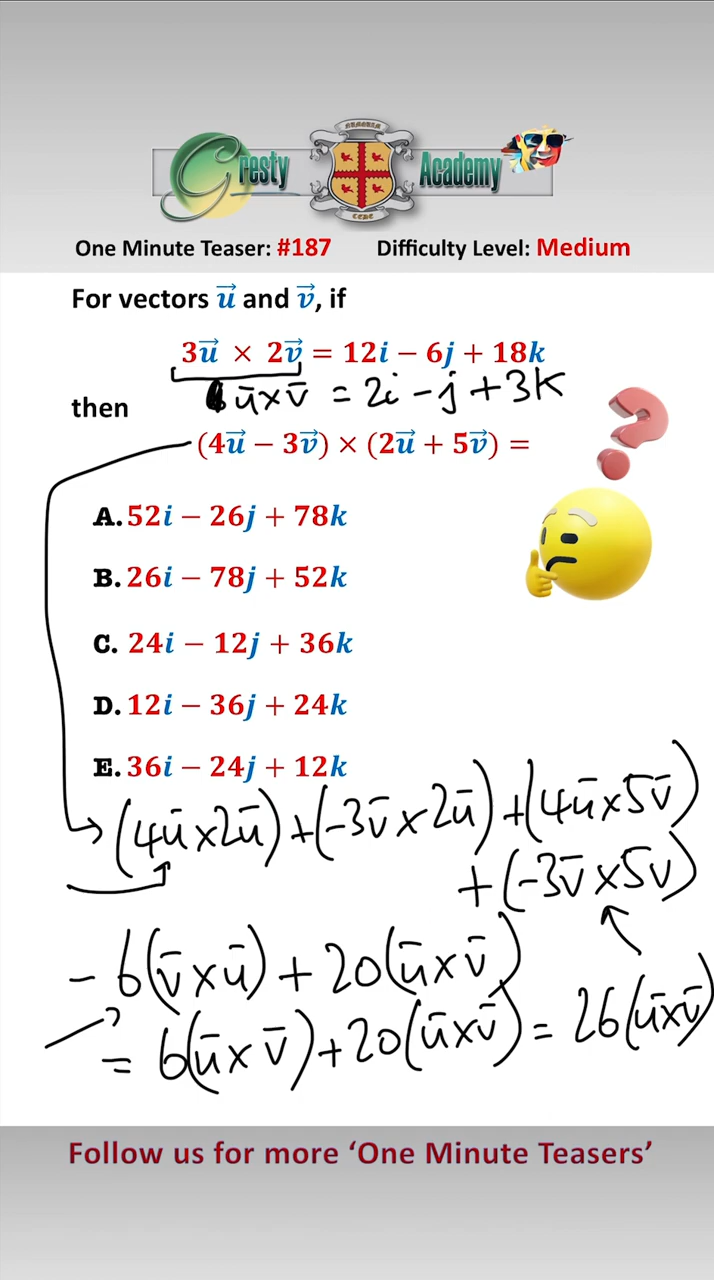 Gresty Academy
NUMQUAM
CEDE
One Minute Teaser: #187 Difficulty Level: Medium
For vectors u⃗ and v⃗, if
3u⃗ × 2v⃗ = 12i − 6j + 18k
ū×v̄ = 2i −j +3k
then
(4u⃗ − 3v⃗) × (2u⃗ + 5v⃗) =
A. 52i − 26j + 78k
B. 26i − 78j + 52k
C. 24i − 12j + 36k
D. 12i − 36j + 24k
E. 36i − 24j + 12k
(4ū×2ū)+(-3v̄×2ū)+(4ū×5v̄)
+(-3v̄×5v)
-6(v̄×ū)+20(ū×v̄)
=6(ū×v̄)+20(ū×v̄)=26(ū×v̄)
Follow us for more ‘One Minute Teasers’